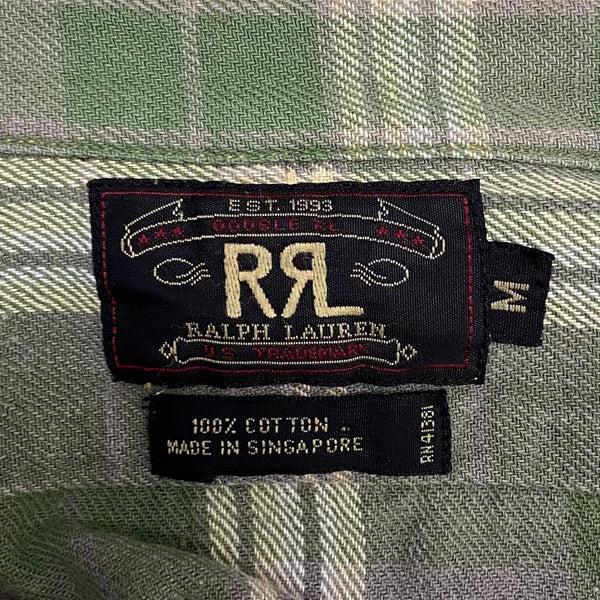 EST. 1993
DOUBLE RL
RRL
RALPH LAUREN
U.S. TRADEMARK
M
100% COTTON
MADE IN SINGAPORE
RN41381